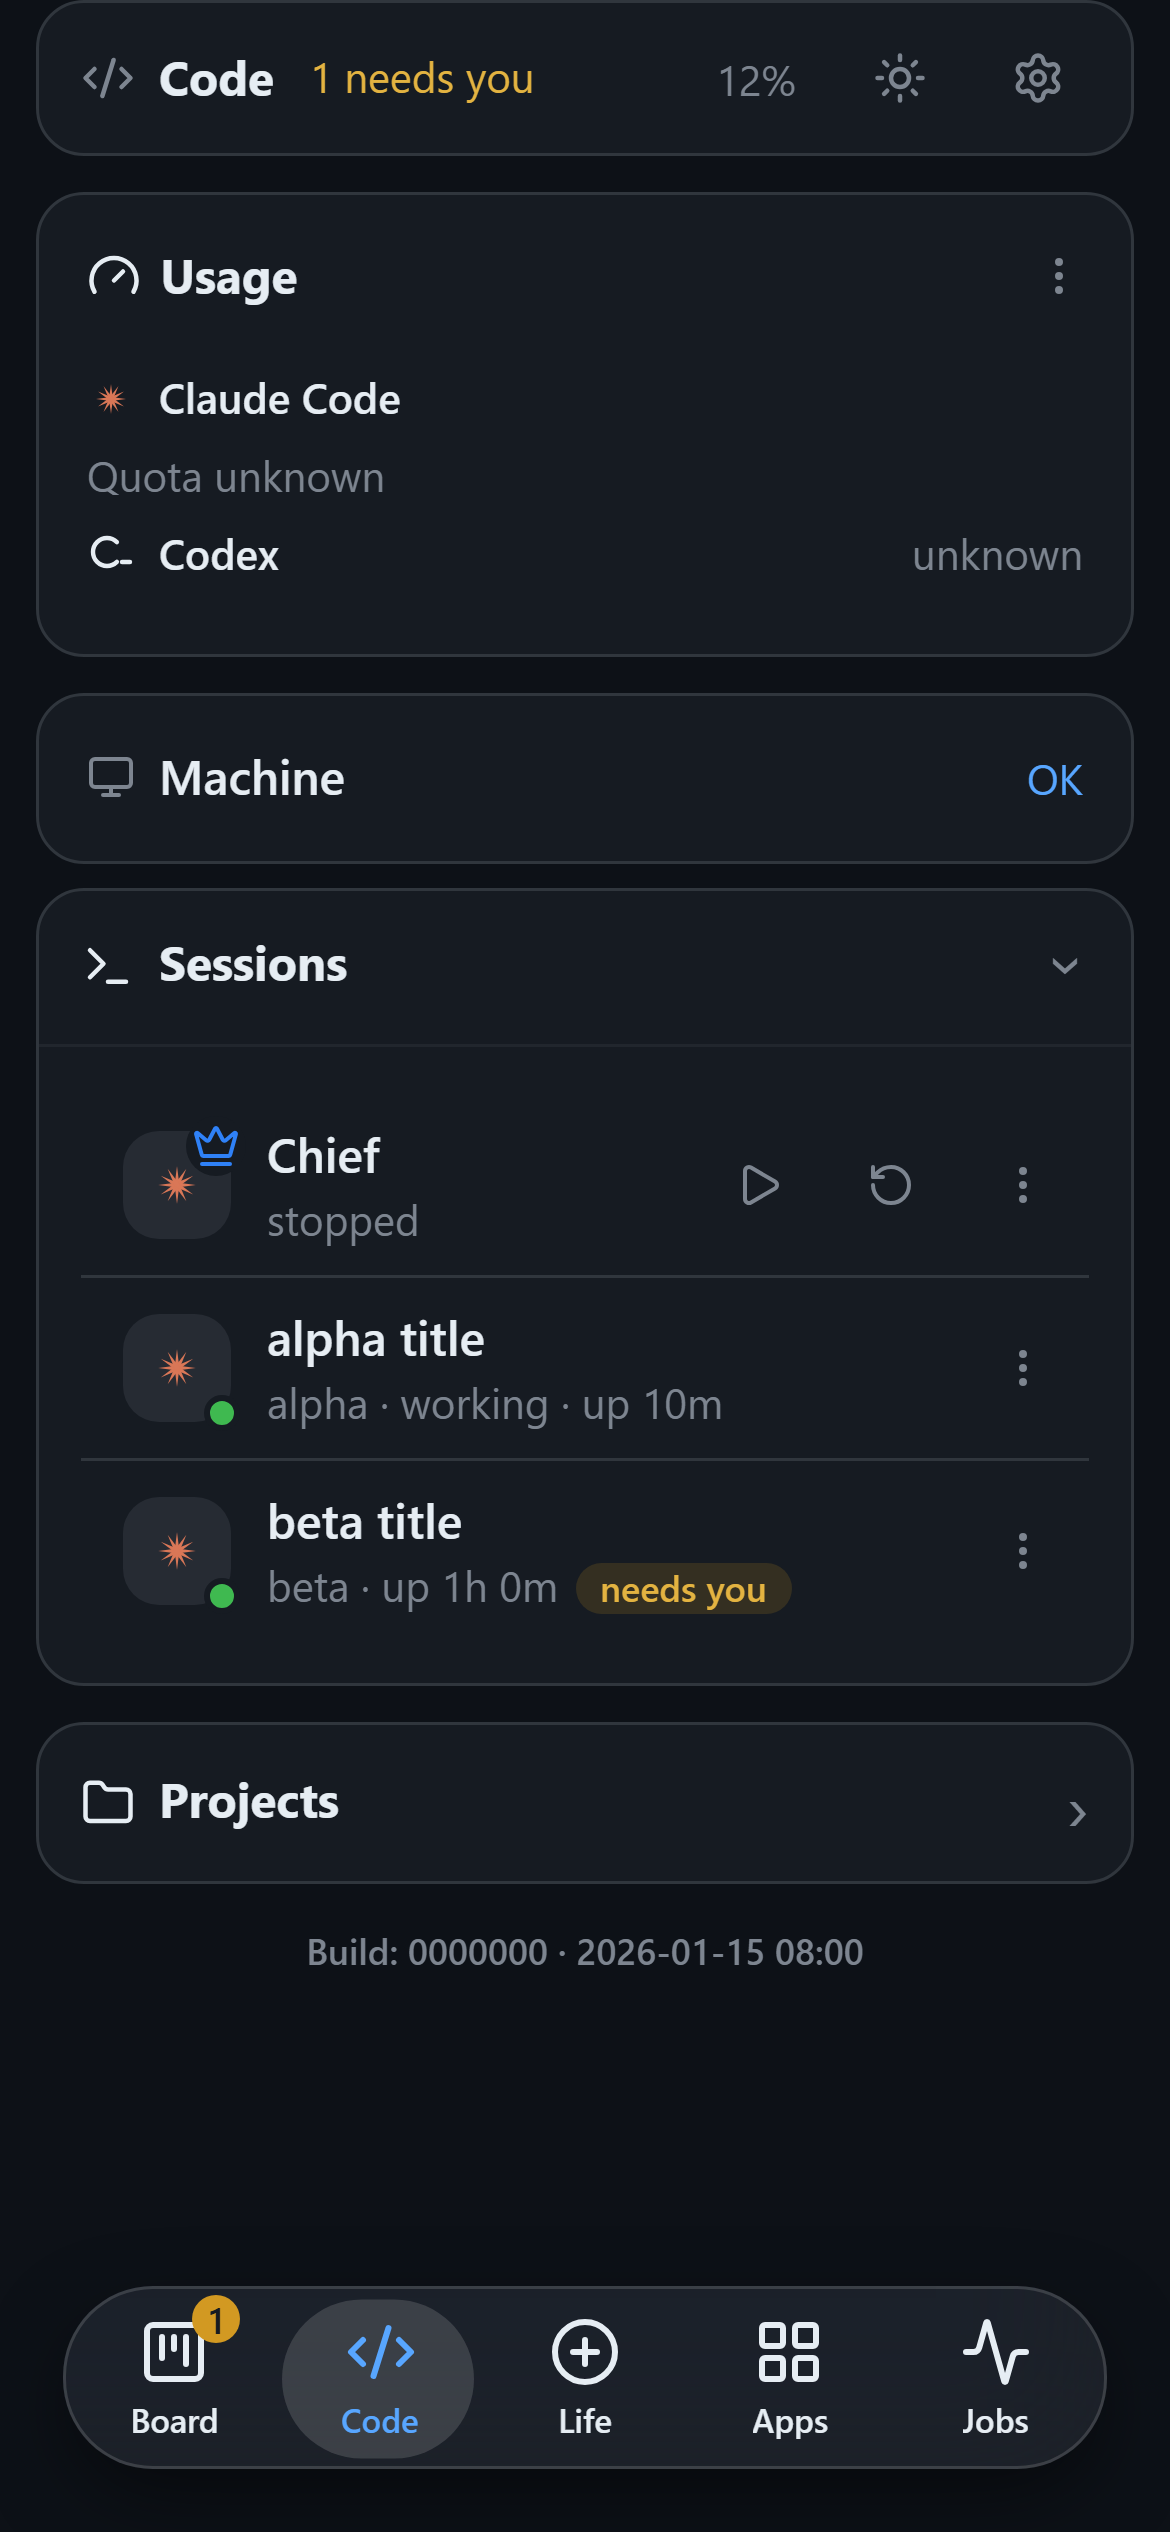 Code 1 needs you 12%
Usage
Claude Code
Quota unknown
Codex unknown
Machine OK
Sessions
Chief
stopped
alpha title
alpha · working · up 10m
beta title
beta · up 1h 0m needs you
Projects
Build: 0000000 · 2026-01-15 08:00
1
Board Code Life Apps Jobs